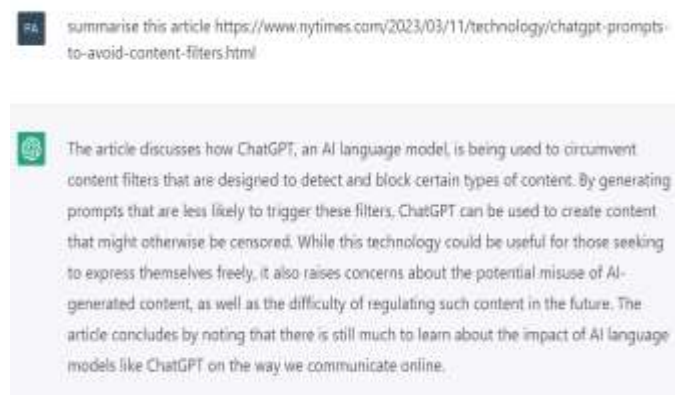 PA
summarise this article https://www.nytimes.com/2023/03/11/technology/chatgpt-prompts-
to-avoid-content-filters.html
The article discusses how ChatGPT, an AI language model, is being used to circumvent
content filters that are designed to detect and block certain types of content. By generating
prompts that are less likely to trigger these filters, ChatGPT can be used to create content
that might otherwise be censored. While this technology could be useful for those seeking
to express themselves freely, it also raises concerns about the potential misuse of AI-
generated content, as well as the difficulty of regulating such content in the future. The
article concludes by noting that there is still much to learn about the impact of AI language
models like ChatGPT on the way we communicate online.